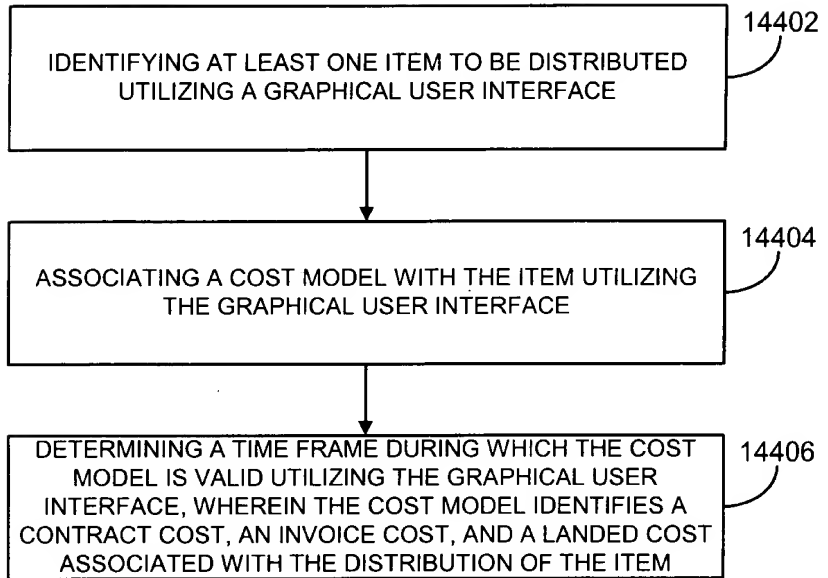 14402
IDENTIFYING AT LEAST ONE ITEM TO BE DISTRIBUTED
UTILIZING A GRAPHICAL USER INTERFACE
14404
ASSOCIATING A COST MODEL WITH THE ITEM UTILIZING
THE GRAPHICAL USER INTERFACE
14406
DETERMINING A TIME FRAME DURING WHICH THE COST
MODEL IS VALID UTILIZING THE GRAPHICAL USER
INTERFACE, WHEREIN THE COST MODEL IDENTIFIES A
CONTRACT COST, AN INVOICE COST, AND A LANDED COST
ASSOCIATED WITH THE DISTRIBUTION OF THE ITEM